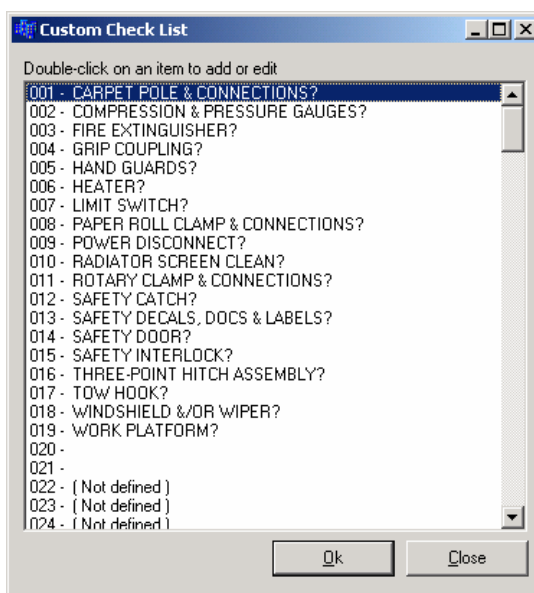 Custom Check List
Double-click on an item to add or edit
001 - CARPET POLE & CONNECTIONS?
002 - COMPRESSION & PRESSURE GAUGES?
003 - FIRE EXTINGUISHER?
004 - GRIP COUPLING?
005 - HAND GUARDS?
006 - HEATER?
007 - LIMIT SWITCH?
008 - PAPER ROLL CLAMP & CONNECTIONS?
009 - POWER DISCONNECT?
010 - RADIATOR SCREEN CLEAN?
011 - ROTARY CLAMP & CONNECTIONS?
012 - SAFETY CATCH?
013 - SAFETY DECALS, DOCS & LABELS?
014 - SAFETY DOOR?
015 - SAFETY INTERLOCK?
016 - THREE-POINT HITCH ASSEMBLY?
017 - TOW HOOK?
018 - WINDSHIELD &/OR WIPER?
019 - WORK PLATFORM?
020 -
021 -
022 - ( Not defined )
023 - ( Not defined )
024 - ( Not defined )
Ok Close